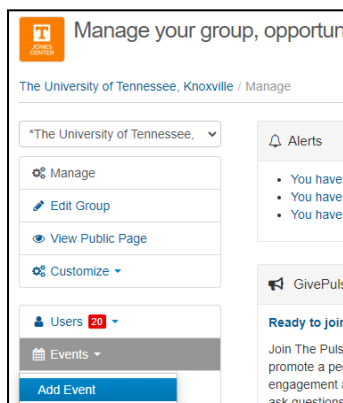 T
JONES
CENTER
Manage your group, opportun
The University of Tennessee, Knoxville / Manage
*The University of Tennessee,
Manage
Edit Group
View Public Page
Customize
Users 20
Events
Add Event
Alerts
• You have
• You have
• You have
GivePuls
Ready to join
Join The Puls
promote a pe
engagement a
ask questions